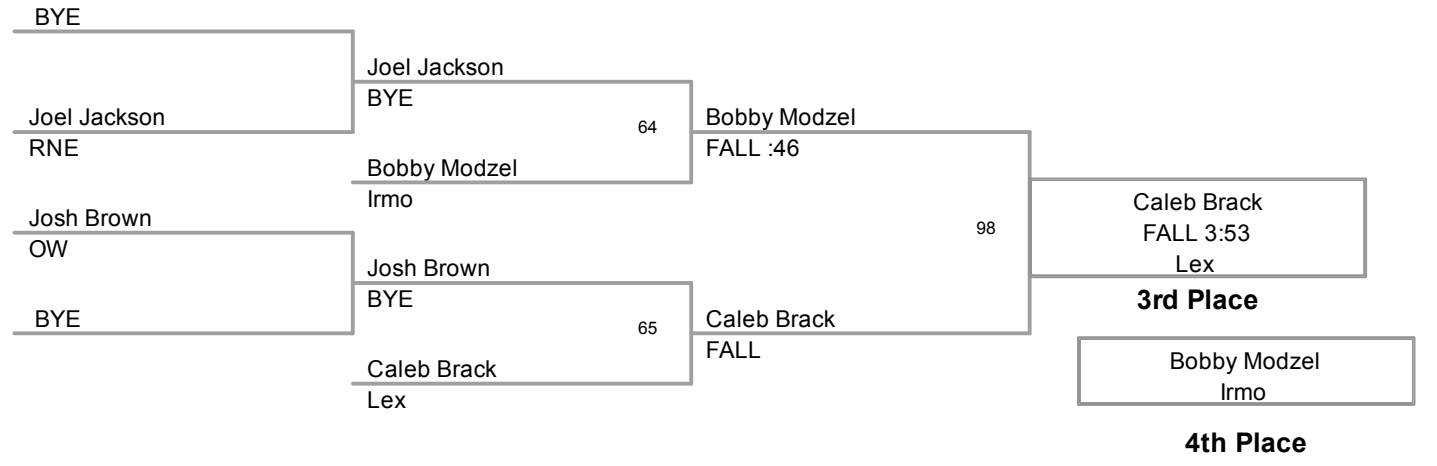 BYE
Joel Jackson
BYE
Joel Jackson
RNE
64
Bobby Modzel
FALL :46
Bobby Modzel
Irmo
Josh Brown
OW
98
Caleb Brack
FALL 3:53
Lex
3rd Place
Josh Brown
BYE
BYE
65
Caleb Brack
FALL
Caleb Brack
Lex
Bobby Modzel
Irmo
4th Place